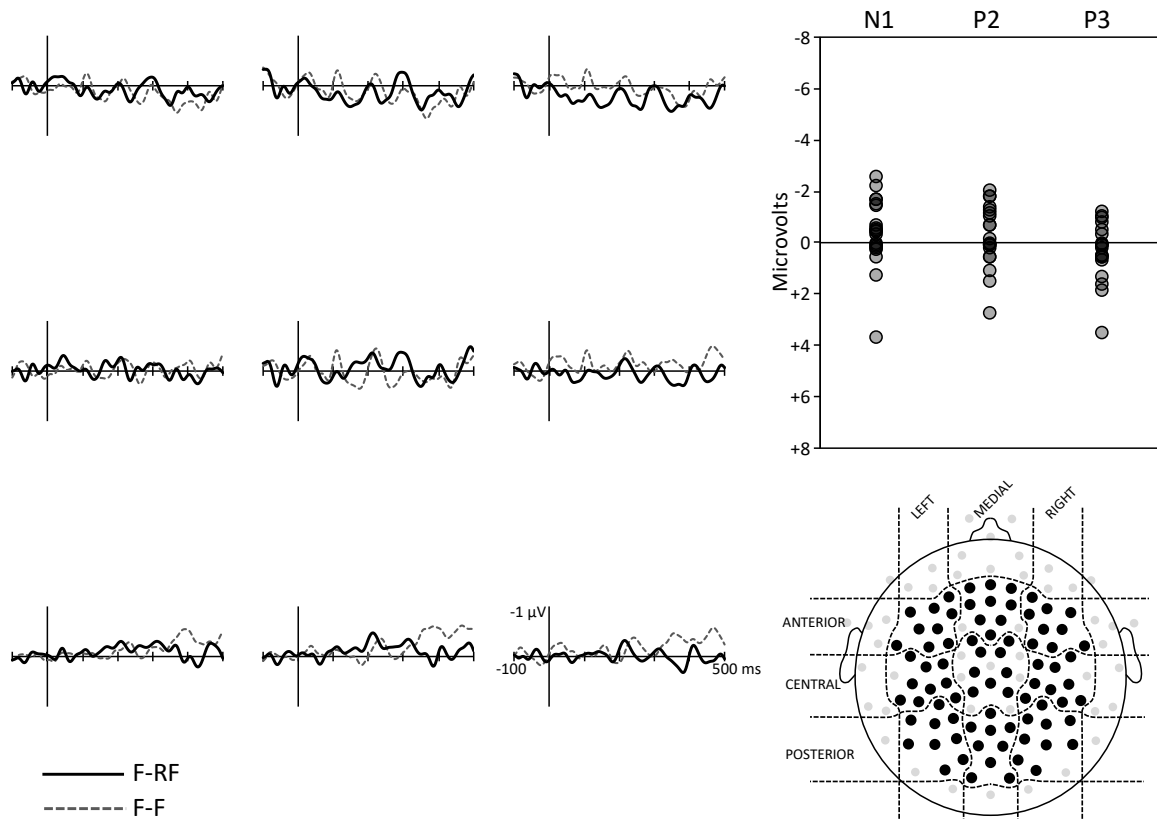 N1 P2 P3
-8
-6
-4
-2
0
+2
+4
+6
+8
Microvolts
-1 µV
-100
500 ms
F-RF
F-F
LEFT
MEDIAL
RIGHT
ANTERIOR
CENTRAL
POSTERIOR